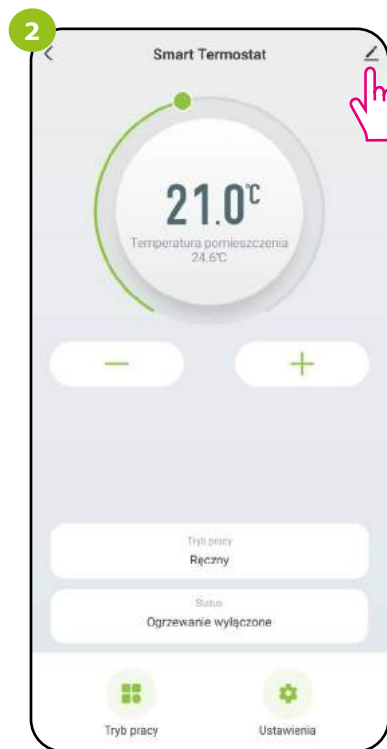 2
Smart Termostat
21.0°C
Temperatura pomieszczenia
24.6°C
Tryb pracy
Ręczny
Status
Ogrzewanie wyłączone
Tryb pracy
Ustawienia